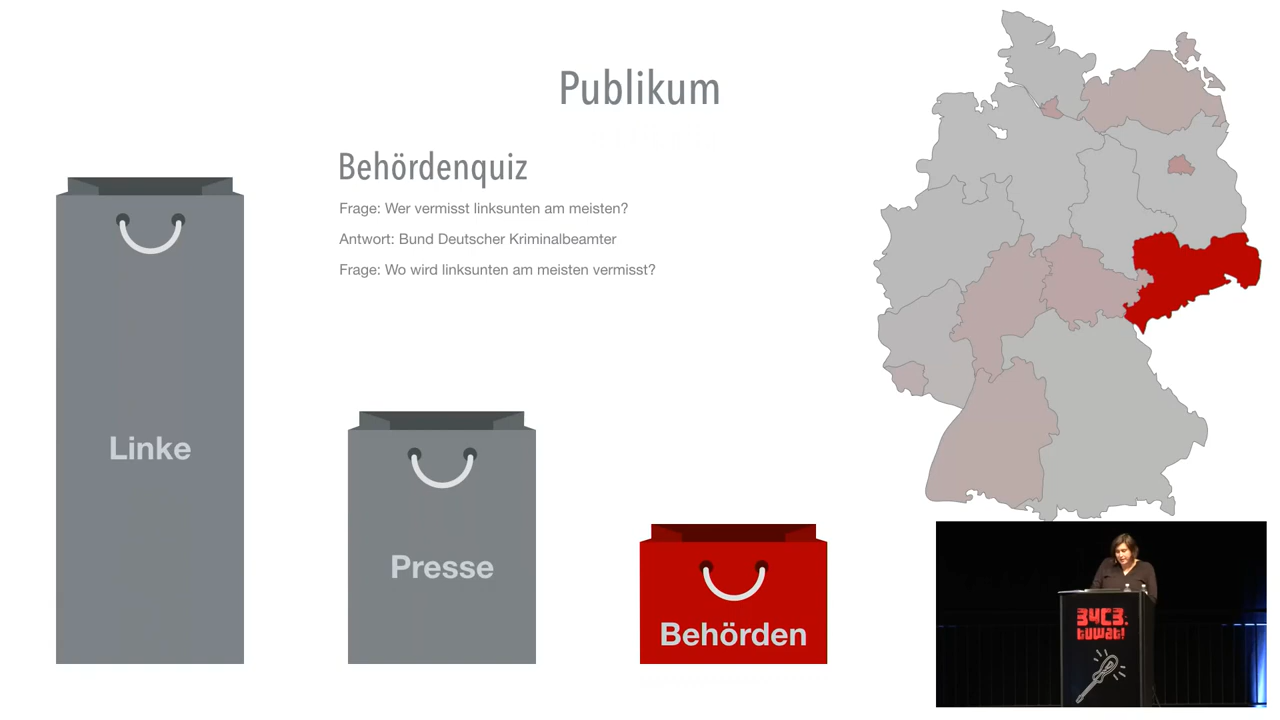 Publikum
Behördenquiz
Frage: Wer vermisst linksunten am meisten?
Antwort: Bund Deutscher Kriminalbeamter
Frage: Wo wird linksunten am meisten vermisst?
Linke
Presse
Behörden
34C3.
tuwat!